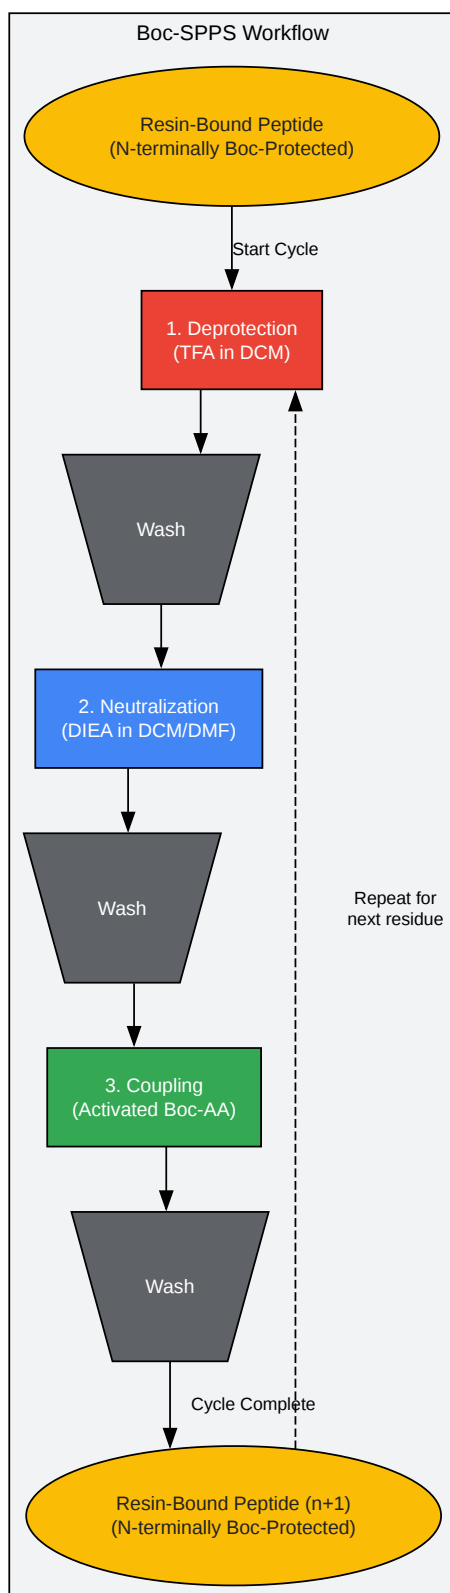 Boc-SPPS Workflow
Resin-Bound Peptide
(N-terminally Boc-Protected)
Start Cycle
1. Deprotection
(TFA in DCM)
Wash
2. Neutralization
(DIEA in DCM/DMF)
Wash
Repeat for
next residue
3. Coupling
(Activated Boc-AA)
Wash
Cycle Complete
Resin-Bound Peptide (n+1)
(N-terminally Boc-Protected)